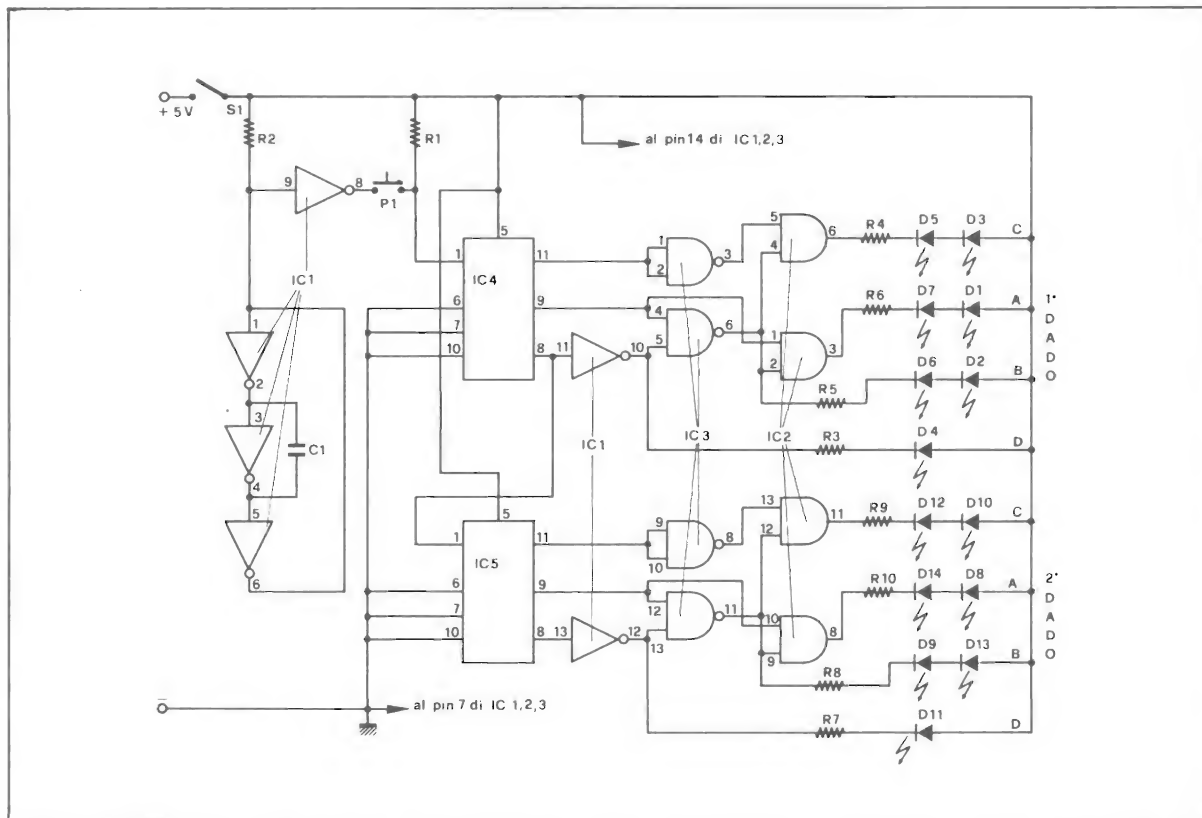 + 5V
S1
R2
R1
al pin 14 di IC 1,2,3
9
8
P1
IC1
1
2
3
4
5
6
C1
5
1
6
7
10
IC4
11
9
8
11
10
IC1
1
2
3
4
5
6
IC3
5
4
6
1
2
3
IC2
R4
D5
D3
C
R6
D7
D1
A
R5
D6
D2
B
R3
D4
D
1°
D
A
D
O
5
1
6
7
10
IC5
11
9
8
13
12
9
10
8
12
13
11
13
12
11
10
9
8
R9
D12
D10
C
R10
D14
D8
A
R8
D9
D13
B
R7
D11
D
2°
D
A
D
O
al pin 7 di IC 1,2,3